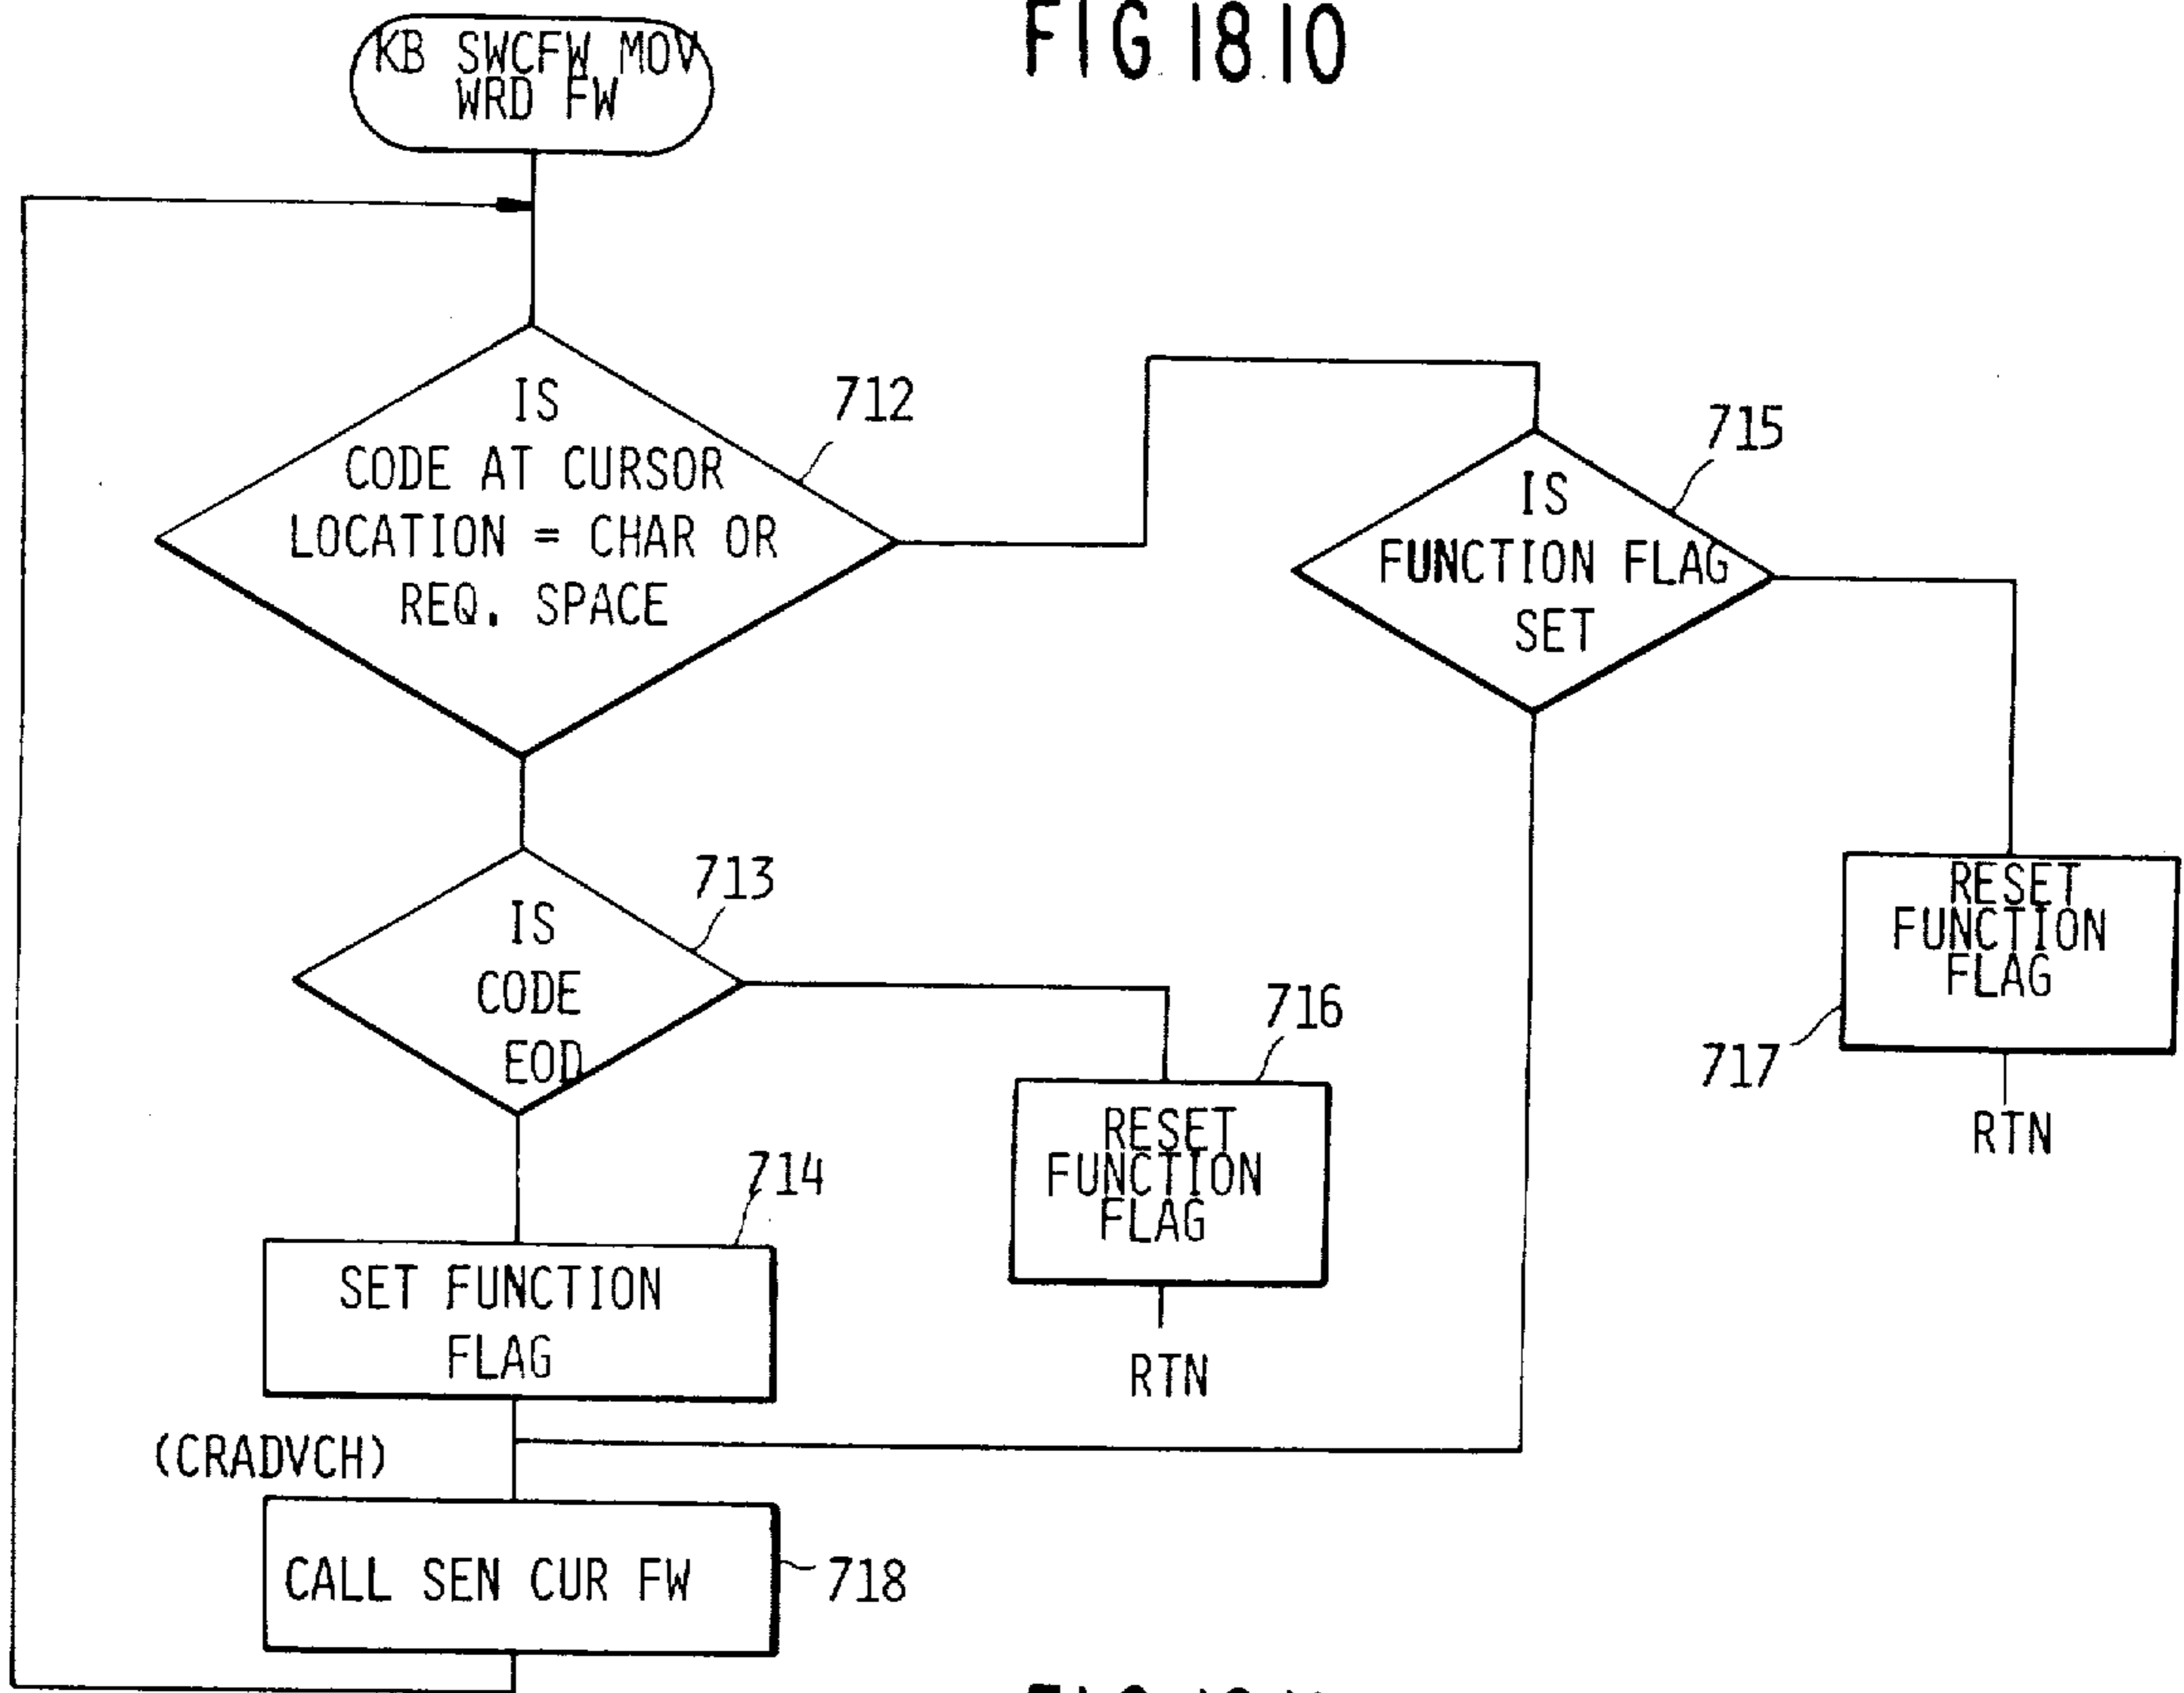 FIG 18.10
KB SWCFW MOV
WRD FW
IS
CODE AT CURSOR
LOCATION = CHAR OR
REQ. SPACE
712
IS
FUNCTION FLAG
SET
715
IS
CODE
EOD
713
RESET
FUNCTION
FLAG
717
RTN
RESET
FUNCTION
FLAG
716
RTN
714
SET FUNCTION
FLAG
(CRADVCH)
CALL SEN CUR FW
718